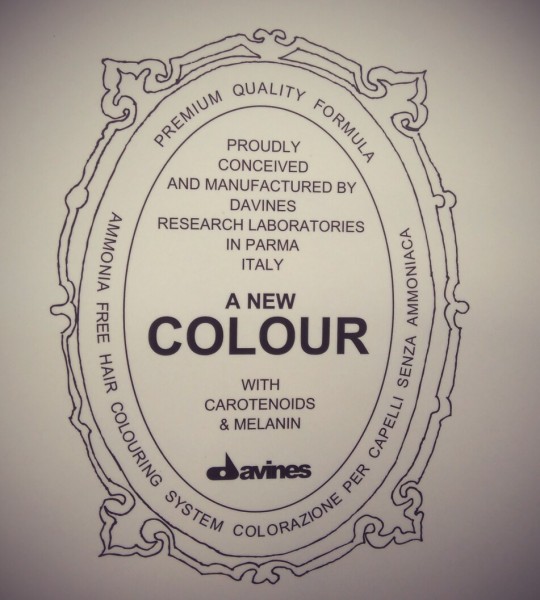 PREMIUM QUALITY FORMULA
PROUDLY
CONCEIVED
AND MANUFACTURED BY
DAVINES
RESEARCH LABORATORIES
IN PARMA
ITALY
A NEW
COLOUR
WITH
CAROTENOIDS
& MELANIN
davines
AMMONIA FREE HAIR COLOURING SYSTEM COLORAZIONE PER CAPELLI SENZA AMMONIACA